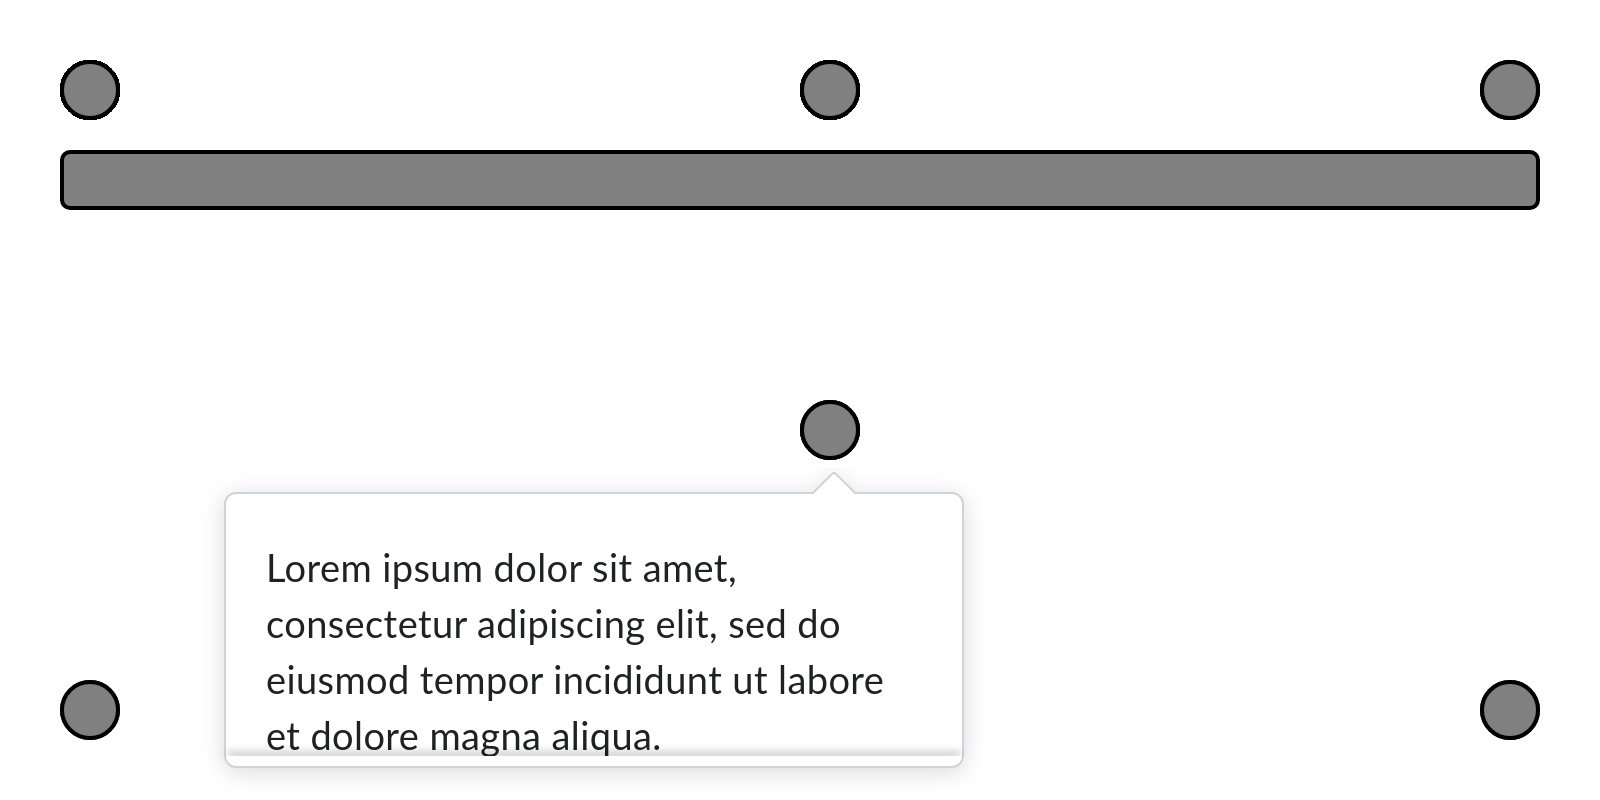 Lorem ipsum dolor sit amet,
consectetur adipiscing elit, sed do
eiusmod tempor incididunt ut labore
et dolore magna aliqua.